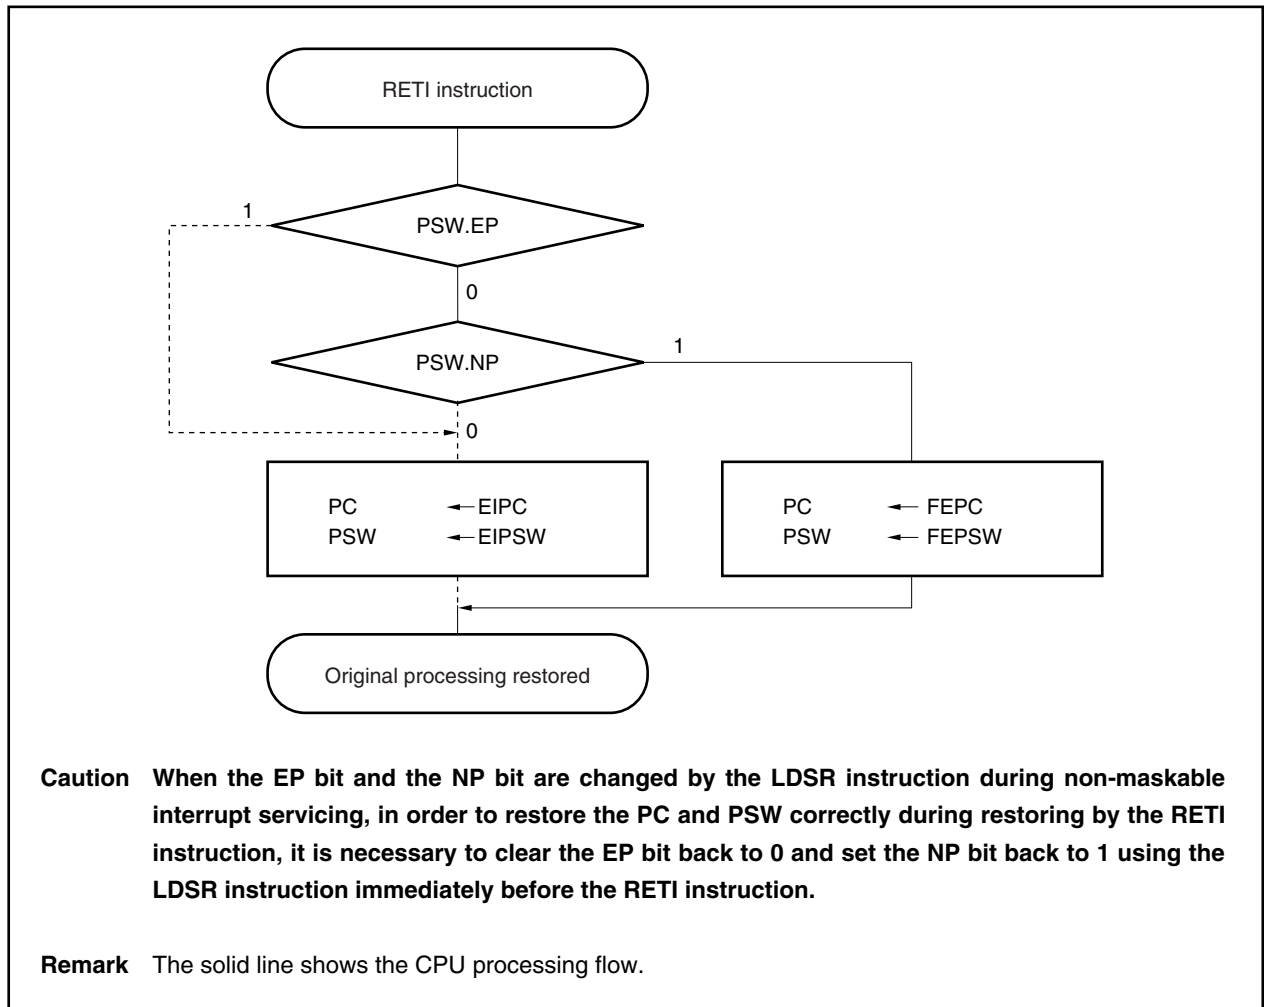 RETI instruction
1
PSW.EP
0
PSW.NP
1
0
PC ← EIPC
PSW ← EIPSW
PC ← FEPC
PSW ← FEPSW
Original processing restored
Caution When the EP bit and the NP bit are changed by the LDSR instruction during non-maskable
interrupt servicing, in order to restore the PC and PSW correctly during restoring by the RETI
instruction, it is necessary to clear the EP bit back to 0 and set the NP bit back to 1 using the
LDSR instruction immediately before the RETI instruction.
Remark The solid line shows the CPU processing flow.